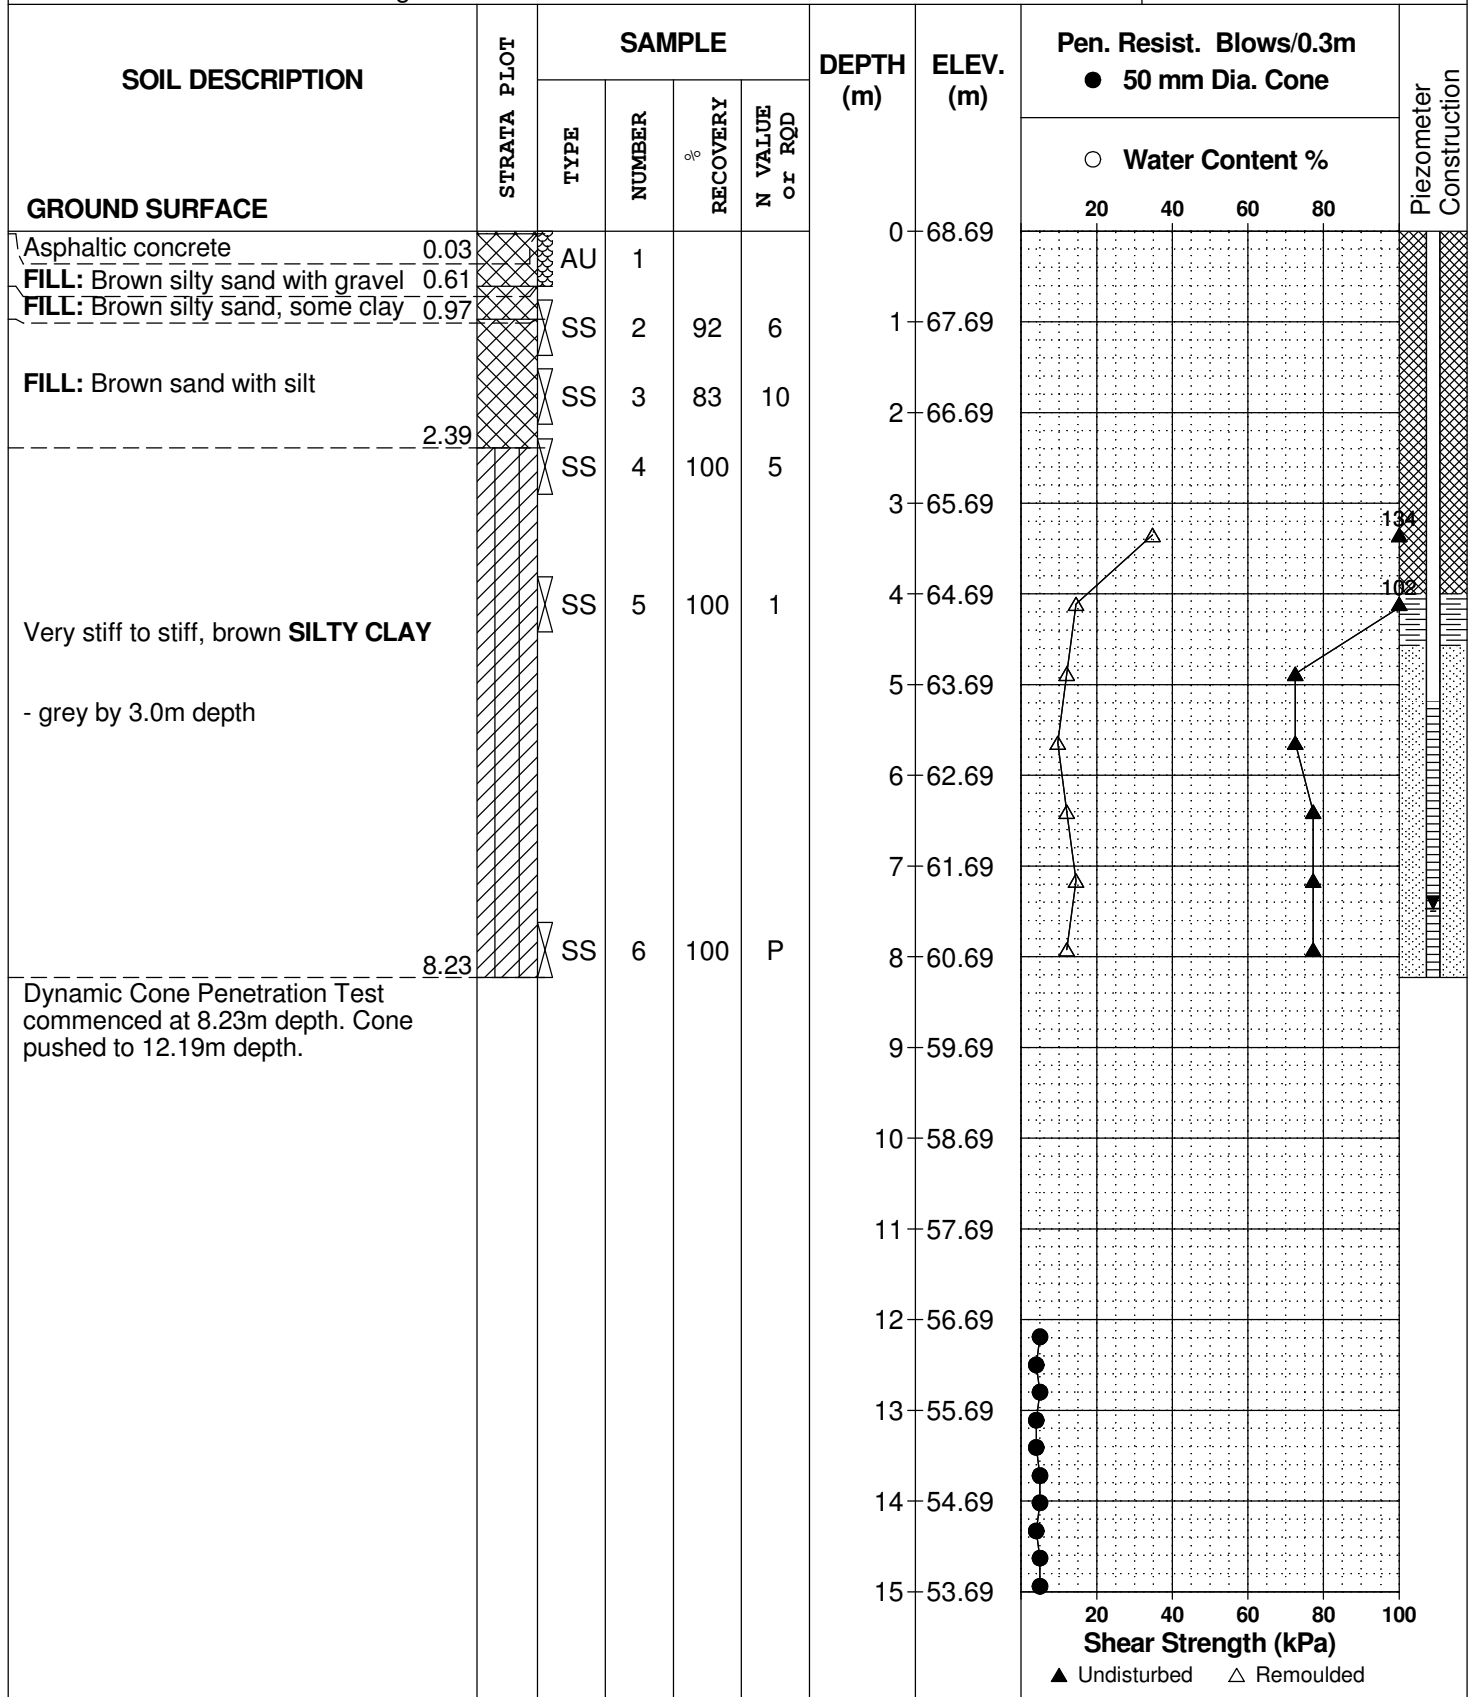 SOIL DESCRIPTION
GROUND SURFACE
STRATA PLOT
SAMPLE
TYPE
NUMBER
% RECOVERY
N VALUE or RQD
DEPTH (m)
ELEV. (m)
Pen. Resist. Blows/0.3m
● 50 mm Dia. Cone
○ Water Content %
20 40 60 80
Piezometer Construction
Asphaltic concrete 0.03
FILL: Brown silty sand with gravel 0.61
FILL: Brown silty sand, some clay 0.97
FILL: Brown sand with silt
2.39
Very stiff to stiff, brown SILTY CLAY
- grey by 3.0m depth
8.23
Dynamic Cone Penetration Test
commenced at 8.23m depth. Cone
pushed to 12.19m depth.
AU 1
SS 2 92 6
SS 3 83 10
SS 4 100 5
SS 5 100 1
SS 6 100 P
0 68.69
1 67.69
2 66.69
3 65.69
4 64.69
5 63.69
6 62.69
7 61.69
8 60.69
9 59.69
10 58.69
11 57.69
12 56.69
13 55.69
14 54.69
15 53.69
134
102
20 40 60 80 100
Shear Strength (kPa)
▲ Undisturbed △ Remoulded